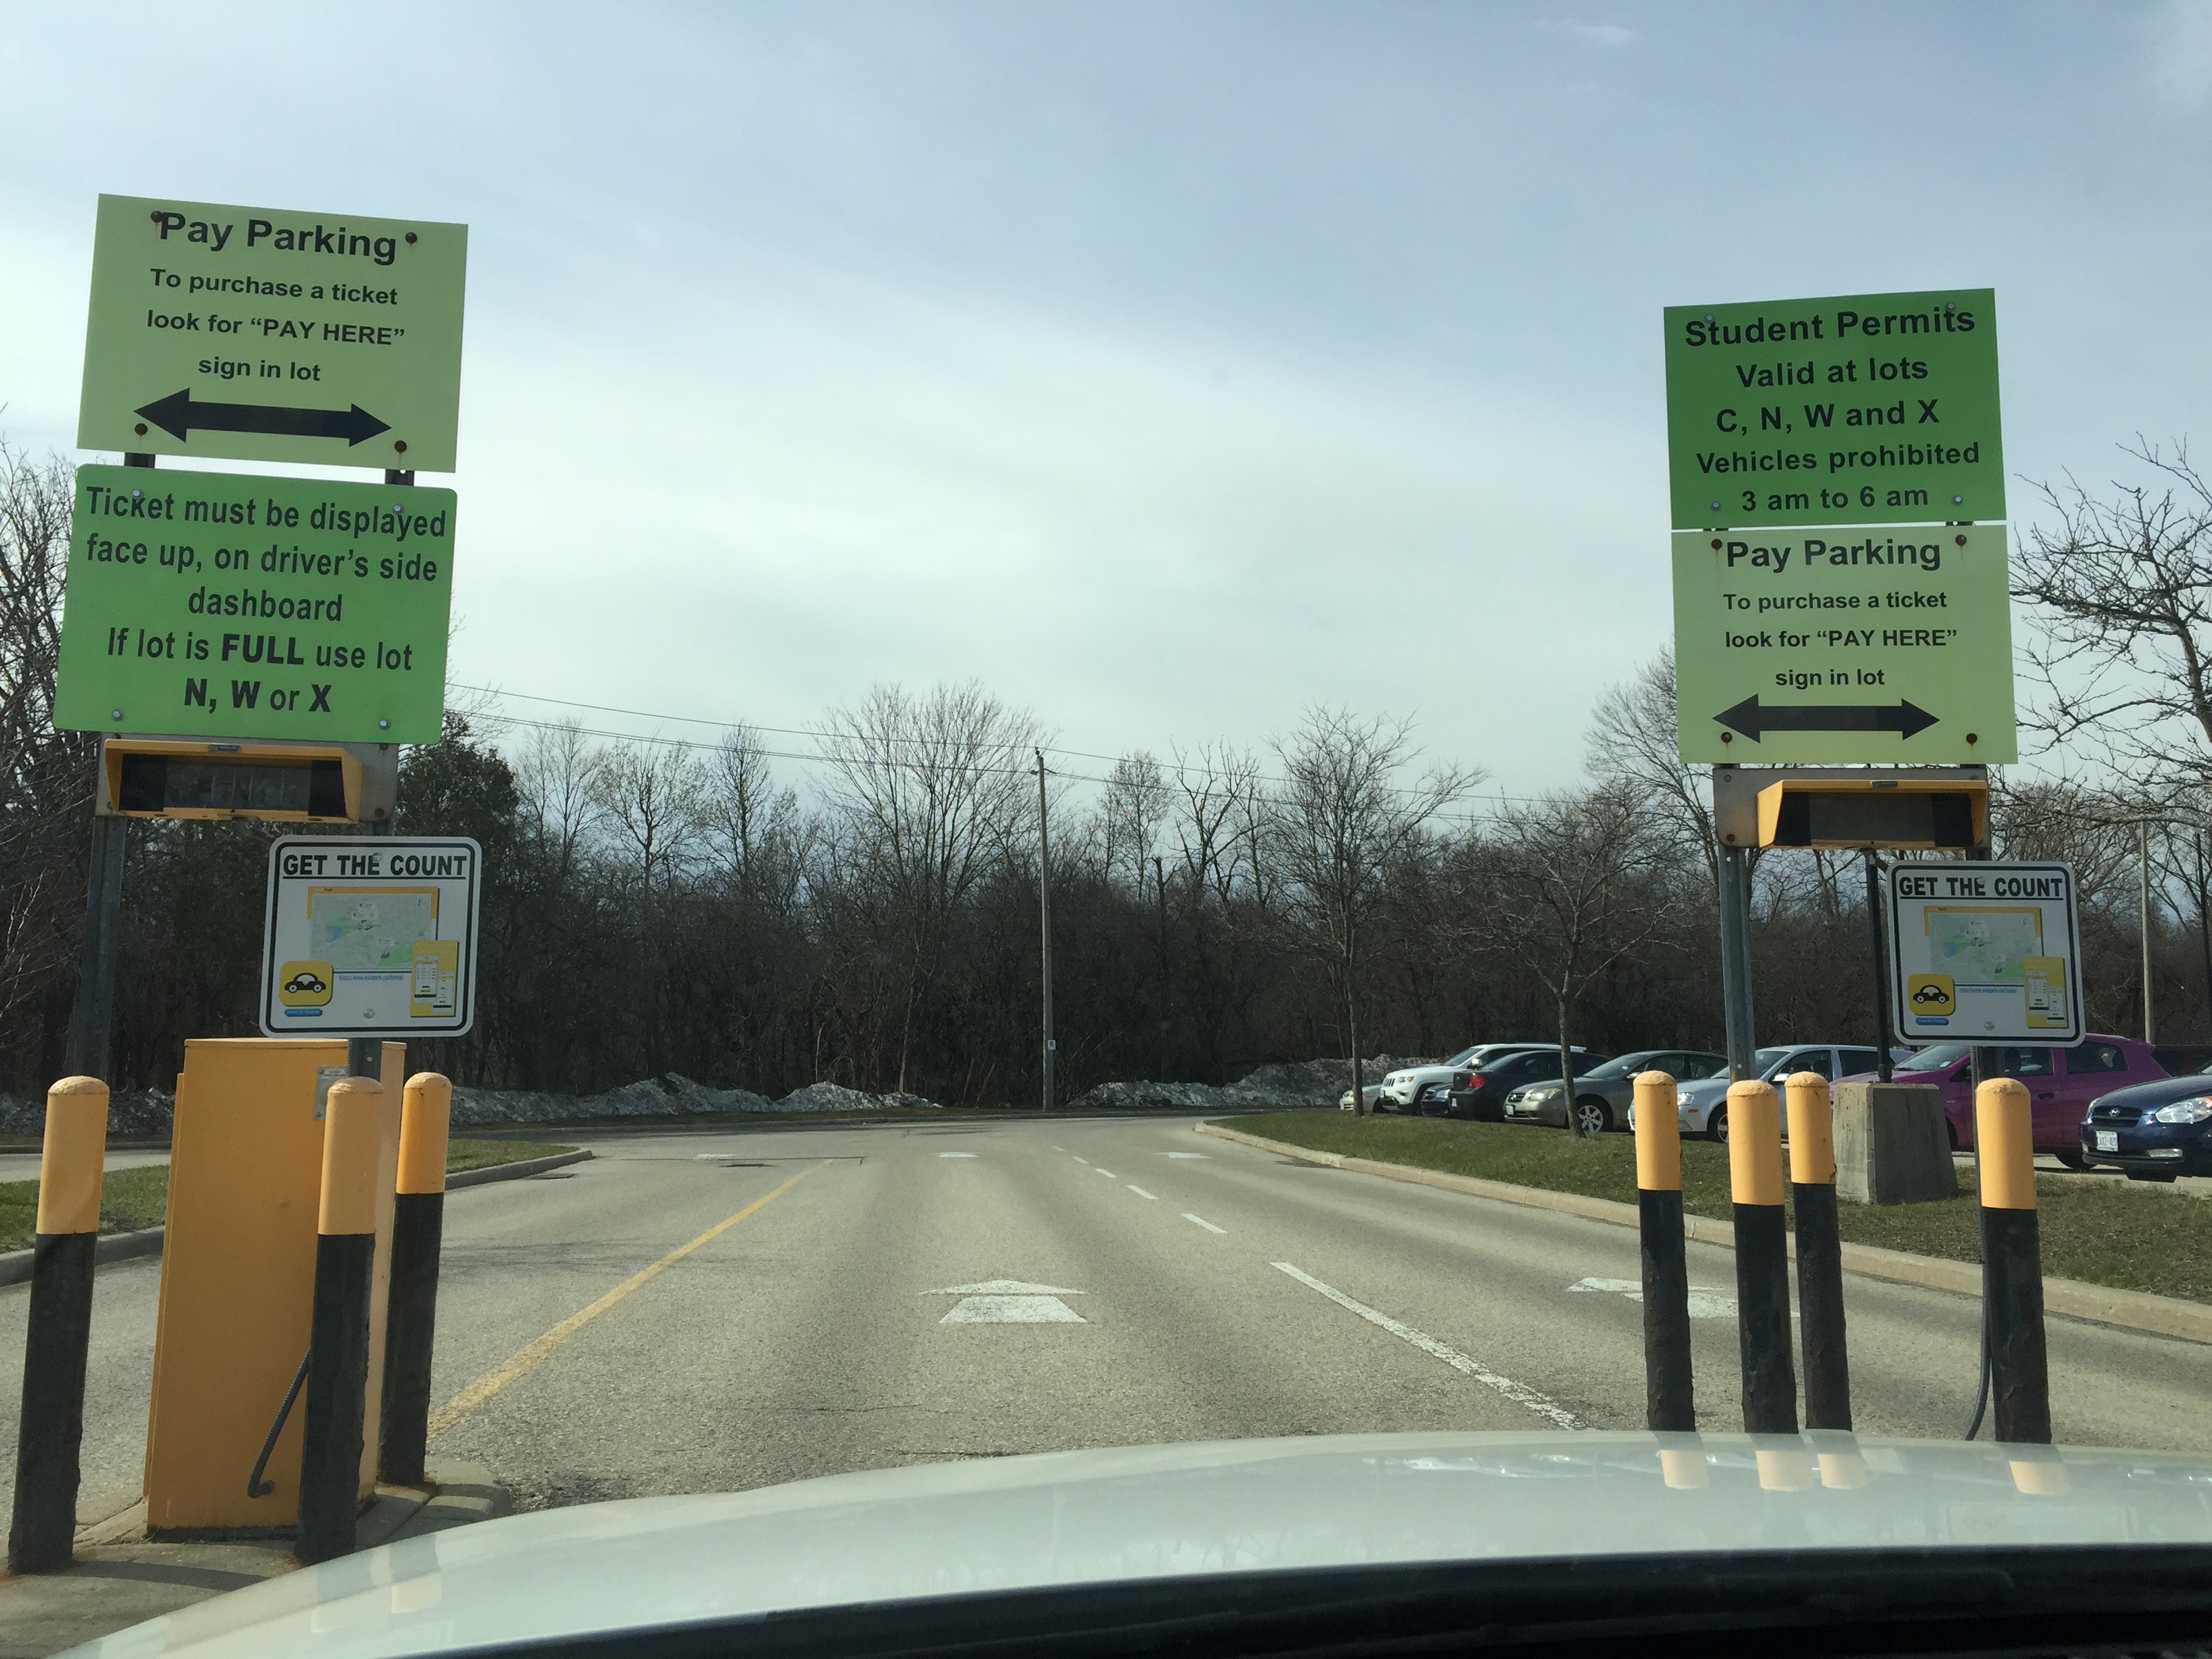 Pay Parking
To purchase a ticket
look for “PAY HERE”
sign in lot
Ticket must be displayed
face up, on driver's side
dashboard
If lot is FULL use lot
N, W or X
GET THE COUNT
Student Permits
Valid at lots
C, N, W and X
Vehicles prohibited
3 am to 6 am
Pay Parking
To purchase a ticket
look for “PAY HERE”
sign in lot
GET THE COUNT